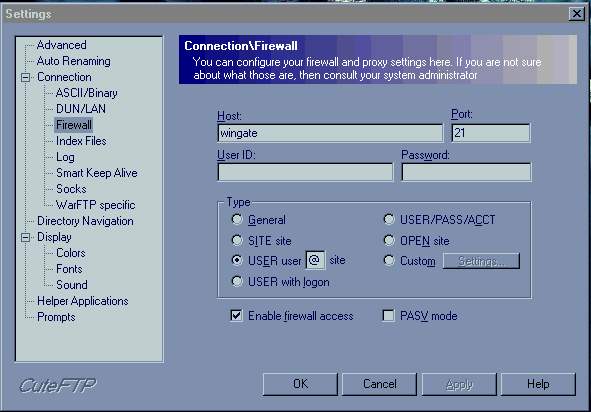 Settings
Advanced
Auto Renaming
Connection
ASCII/Binary
DUN/LAN
Firewall
Index Files
Log
Smart Keep Alive
Socks
WarFTP specific
Directory Navigation
Display
Colors
Fonts
Sound
Helper Applications
Prompts
CuteFTP
Connection\Firewall
You can configure your firewall and proxy settings here. If you are not sure
about what those are, then consult your system administrator
Host: Port:
wingate 21
User ID: Password:
Type
General USER/PASS/ACCT
SITE site OPEN site
USER user @ site Custom Settings...
USER with logon
Enable firewall access PASV mode
OK Cancel Apply Help